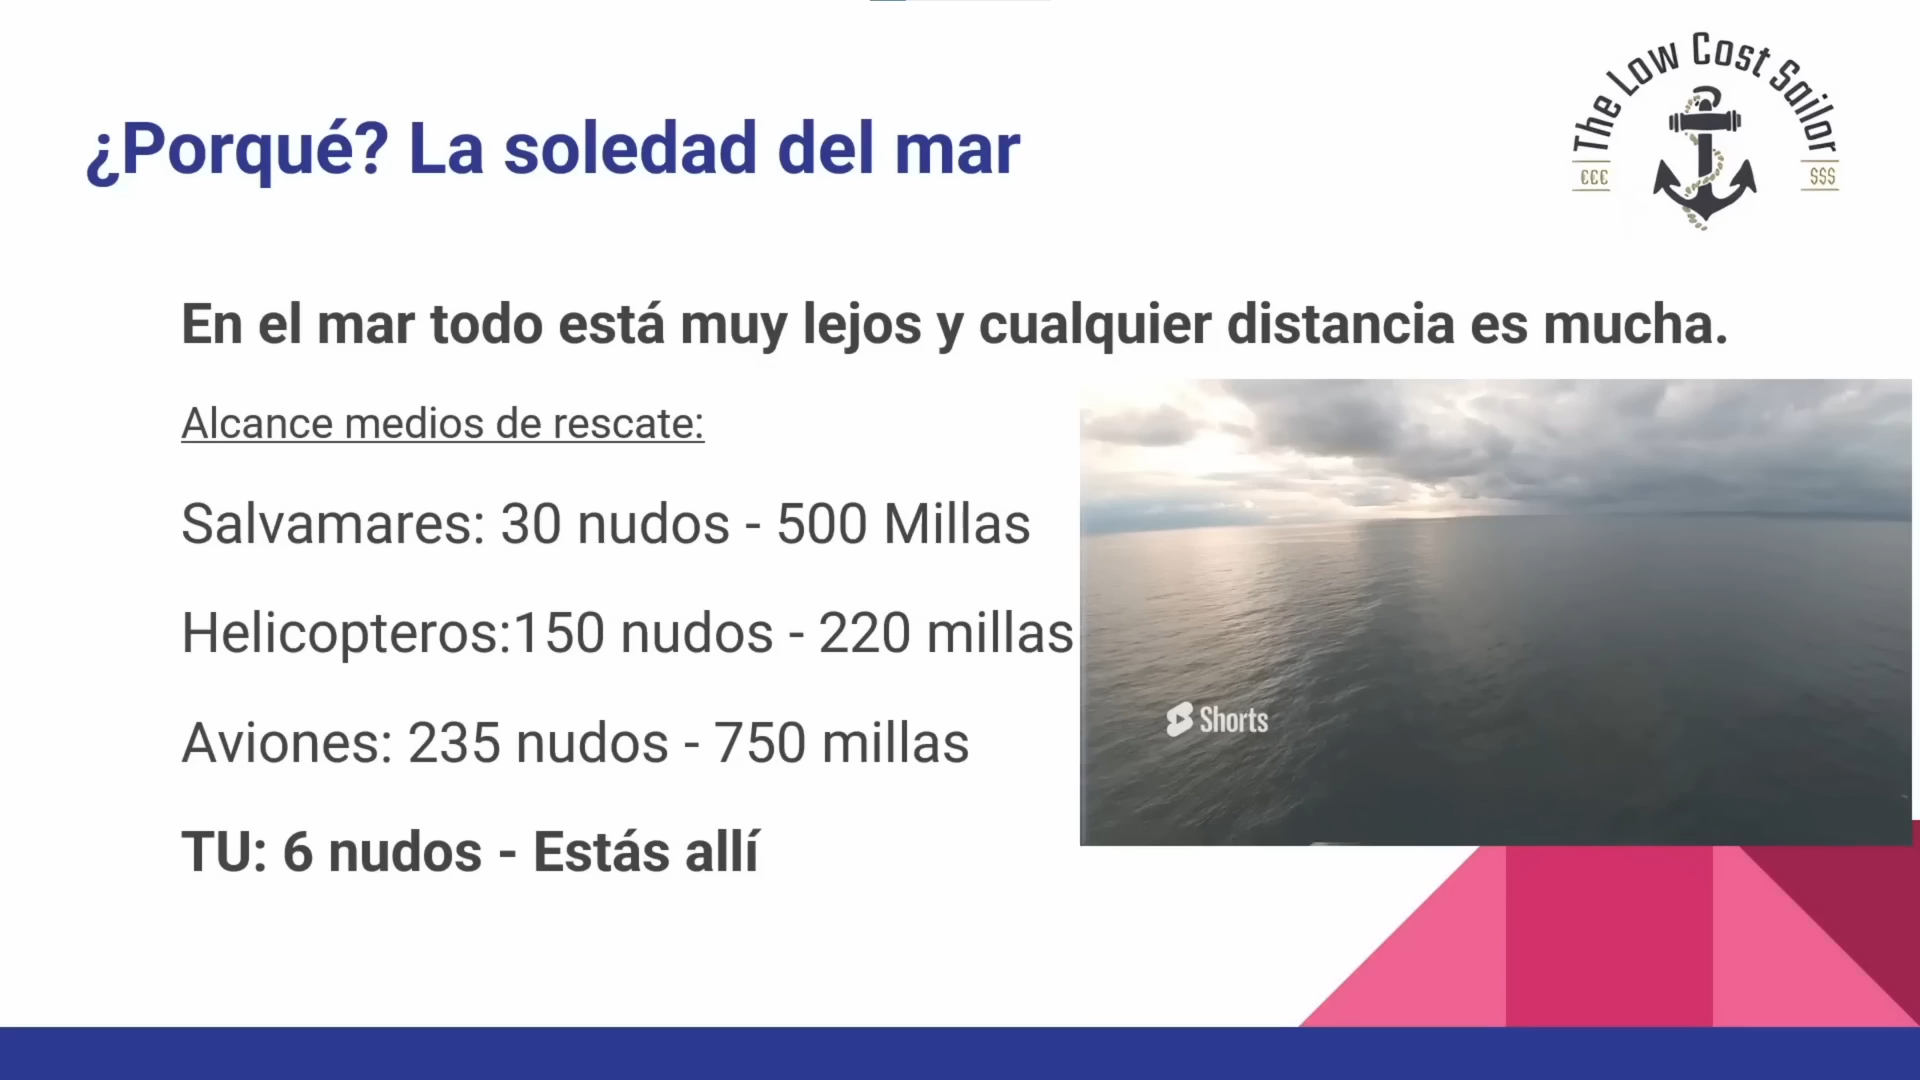 The Low Cost Sailor
€€€
$$$
¿Porqué? La soledad del mar
En el mar todo está muy lejos y cualquier distancia es mucha.
Alcance medios de rescate:
Salvamares: 30 nudos - 500 Millas
Helicopteros:150 nudos - 220 millas
Aviones: 235 nudos - 750 millas
TU: 6 nudos - Estás allí
Shorts